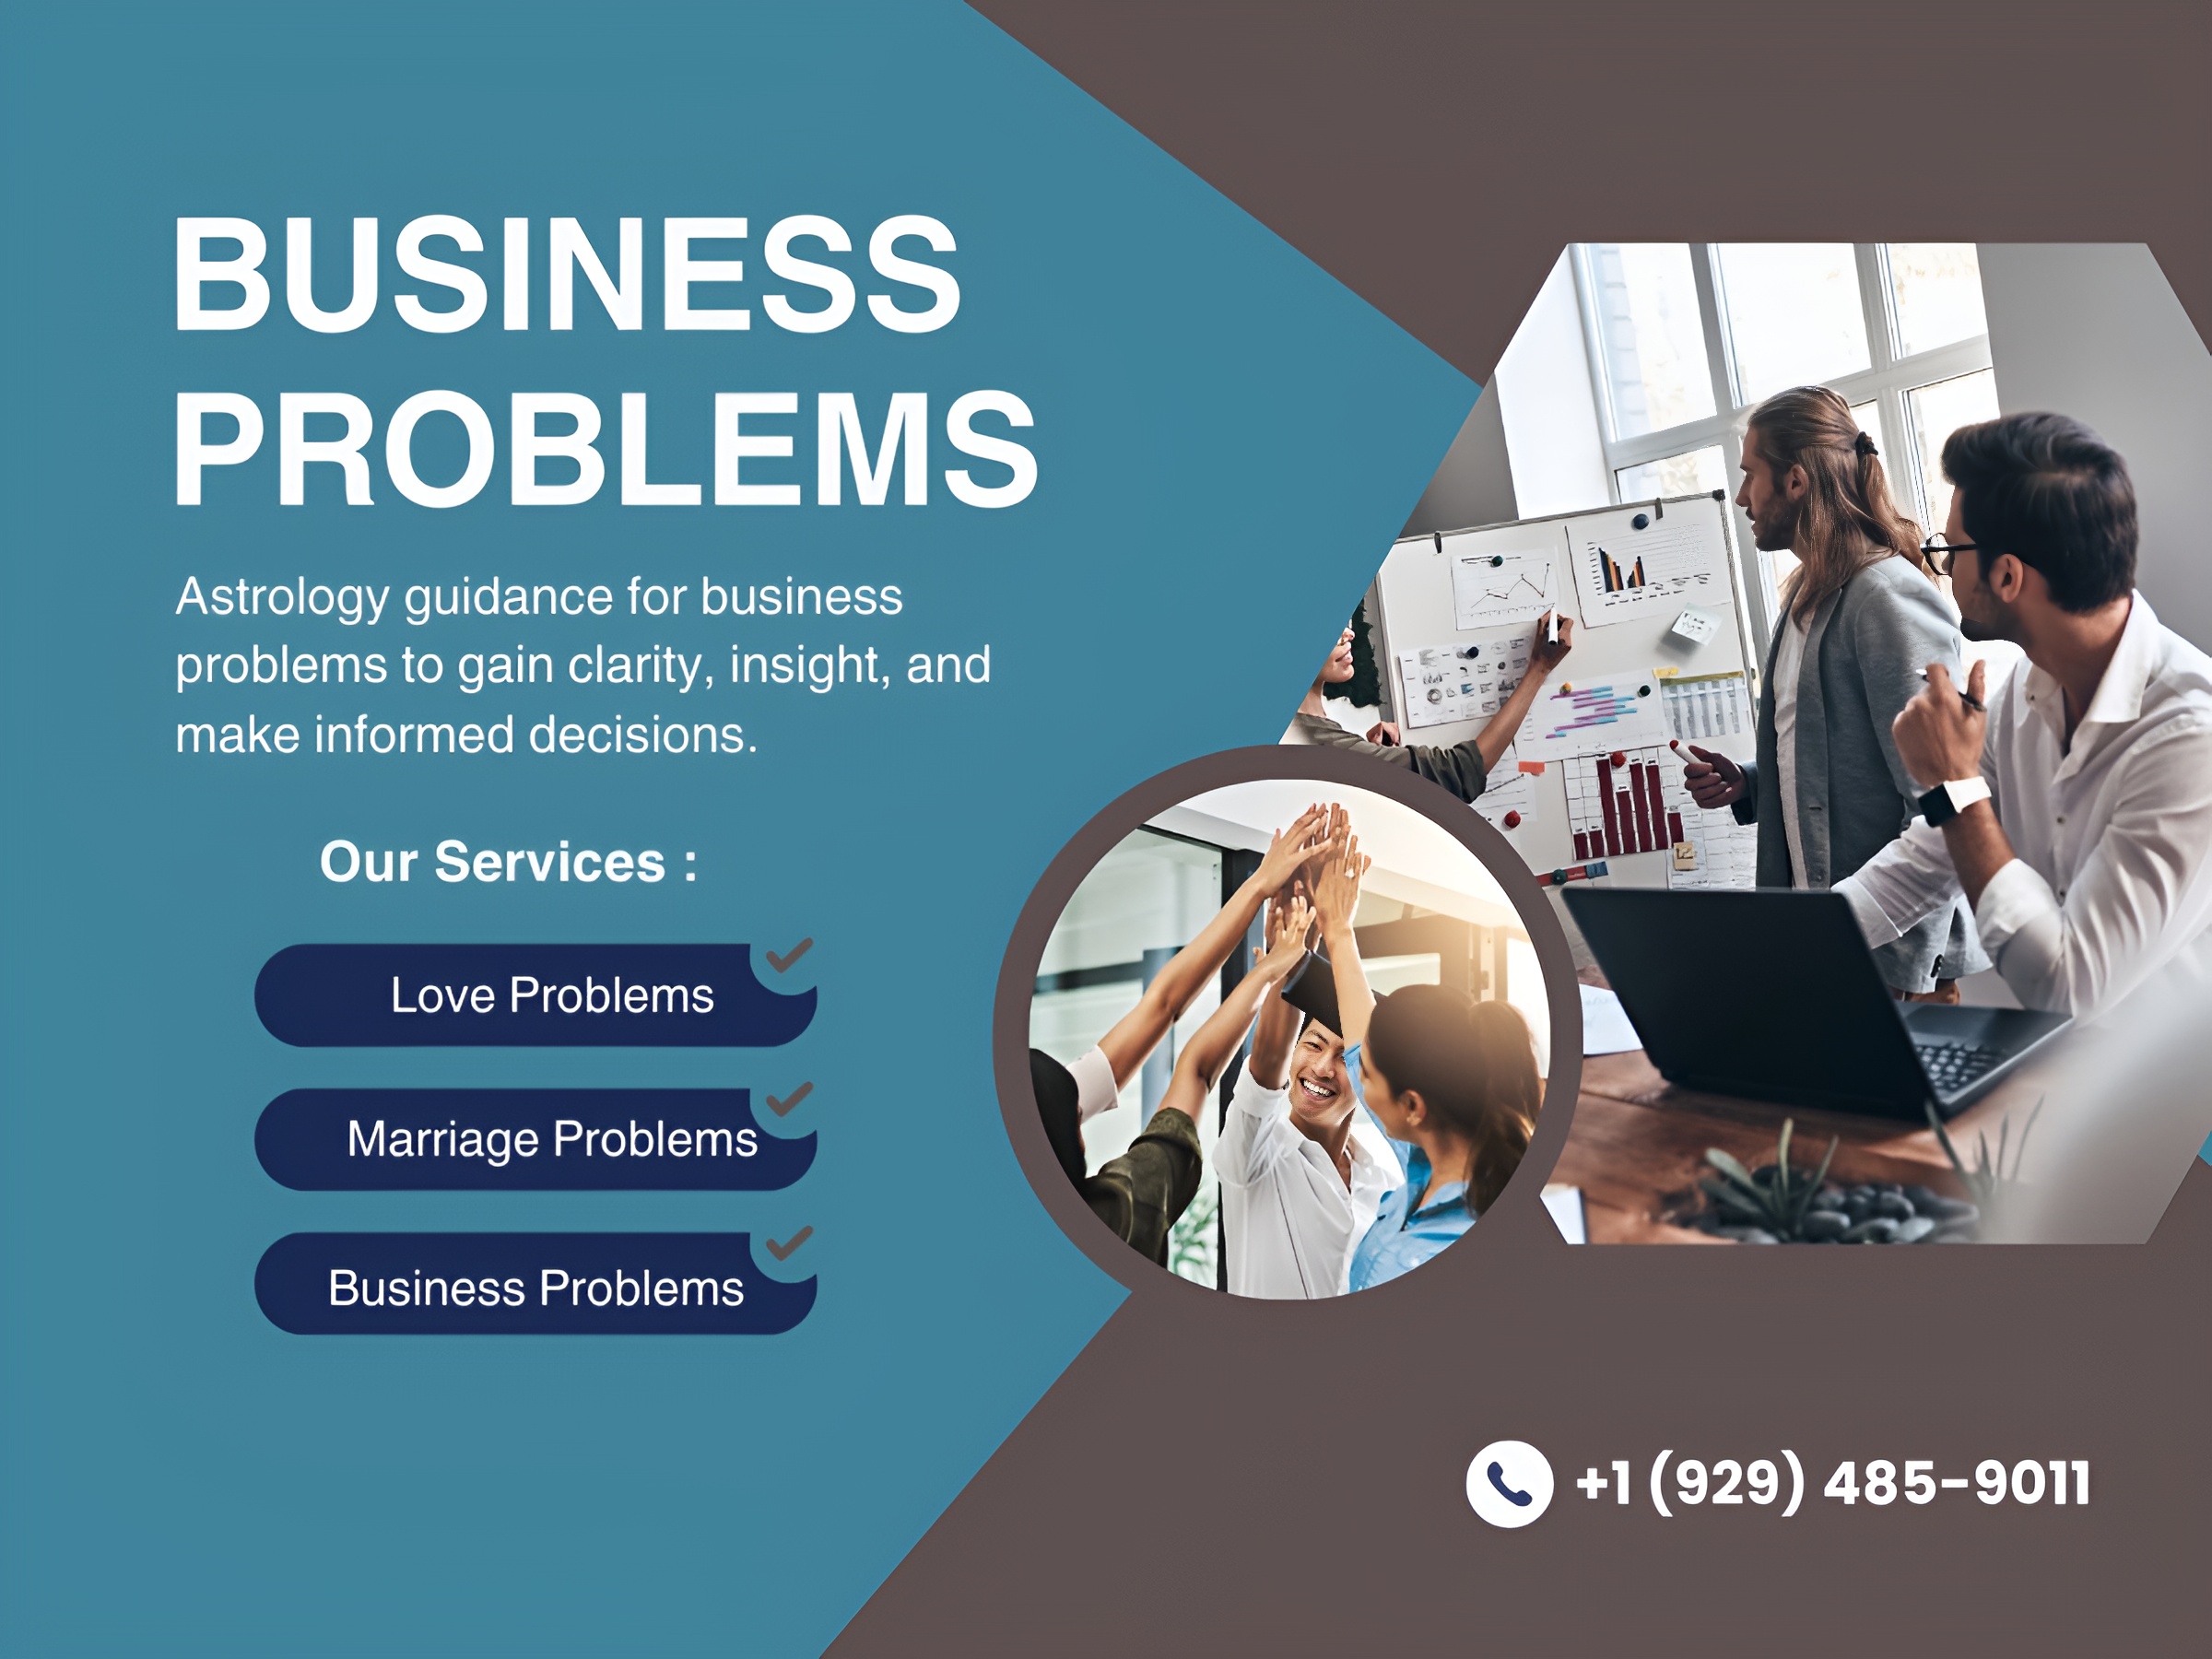 BUSINESS
PROBLEMS
Astrology guidance for business
problems to gain clarity, insight, and
make informed decisions.
Our Services :
Love Problems
Marriage Problems
Business Problems
+1 (929) 485-9011